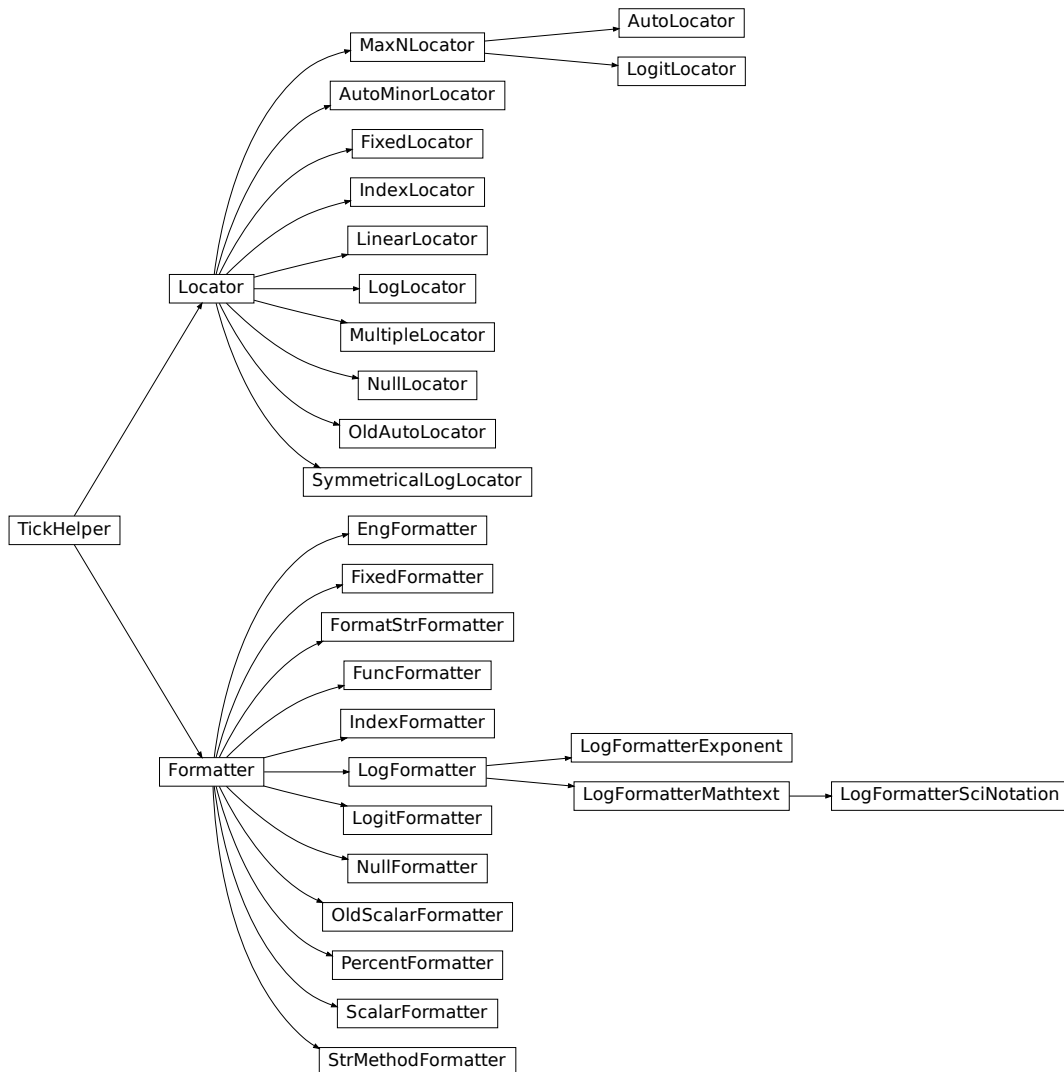 AutoLocator
MaxNLocator
LogitLocator
AutoMinorLocator
FixedLocator
IndexLocator
LinearLocator
Locator
LogLocator
MultipleLocator
NullLocator
OldAutoLocator
SymmetricalLogLocator
TickHelper
EngFormatter
FixedFormatter
FormatStrFormatter
FuncFormatter
IndexFormatter
LogFormatterExponent
Formatter
LogFormatter
LogFormatterMathtext
LogFormatterSciNotation
LogitFormatter
NullFormatter
OldScalarFormatter
PercentFormatter
ScalarFormatter
StrMethodFormatter